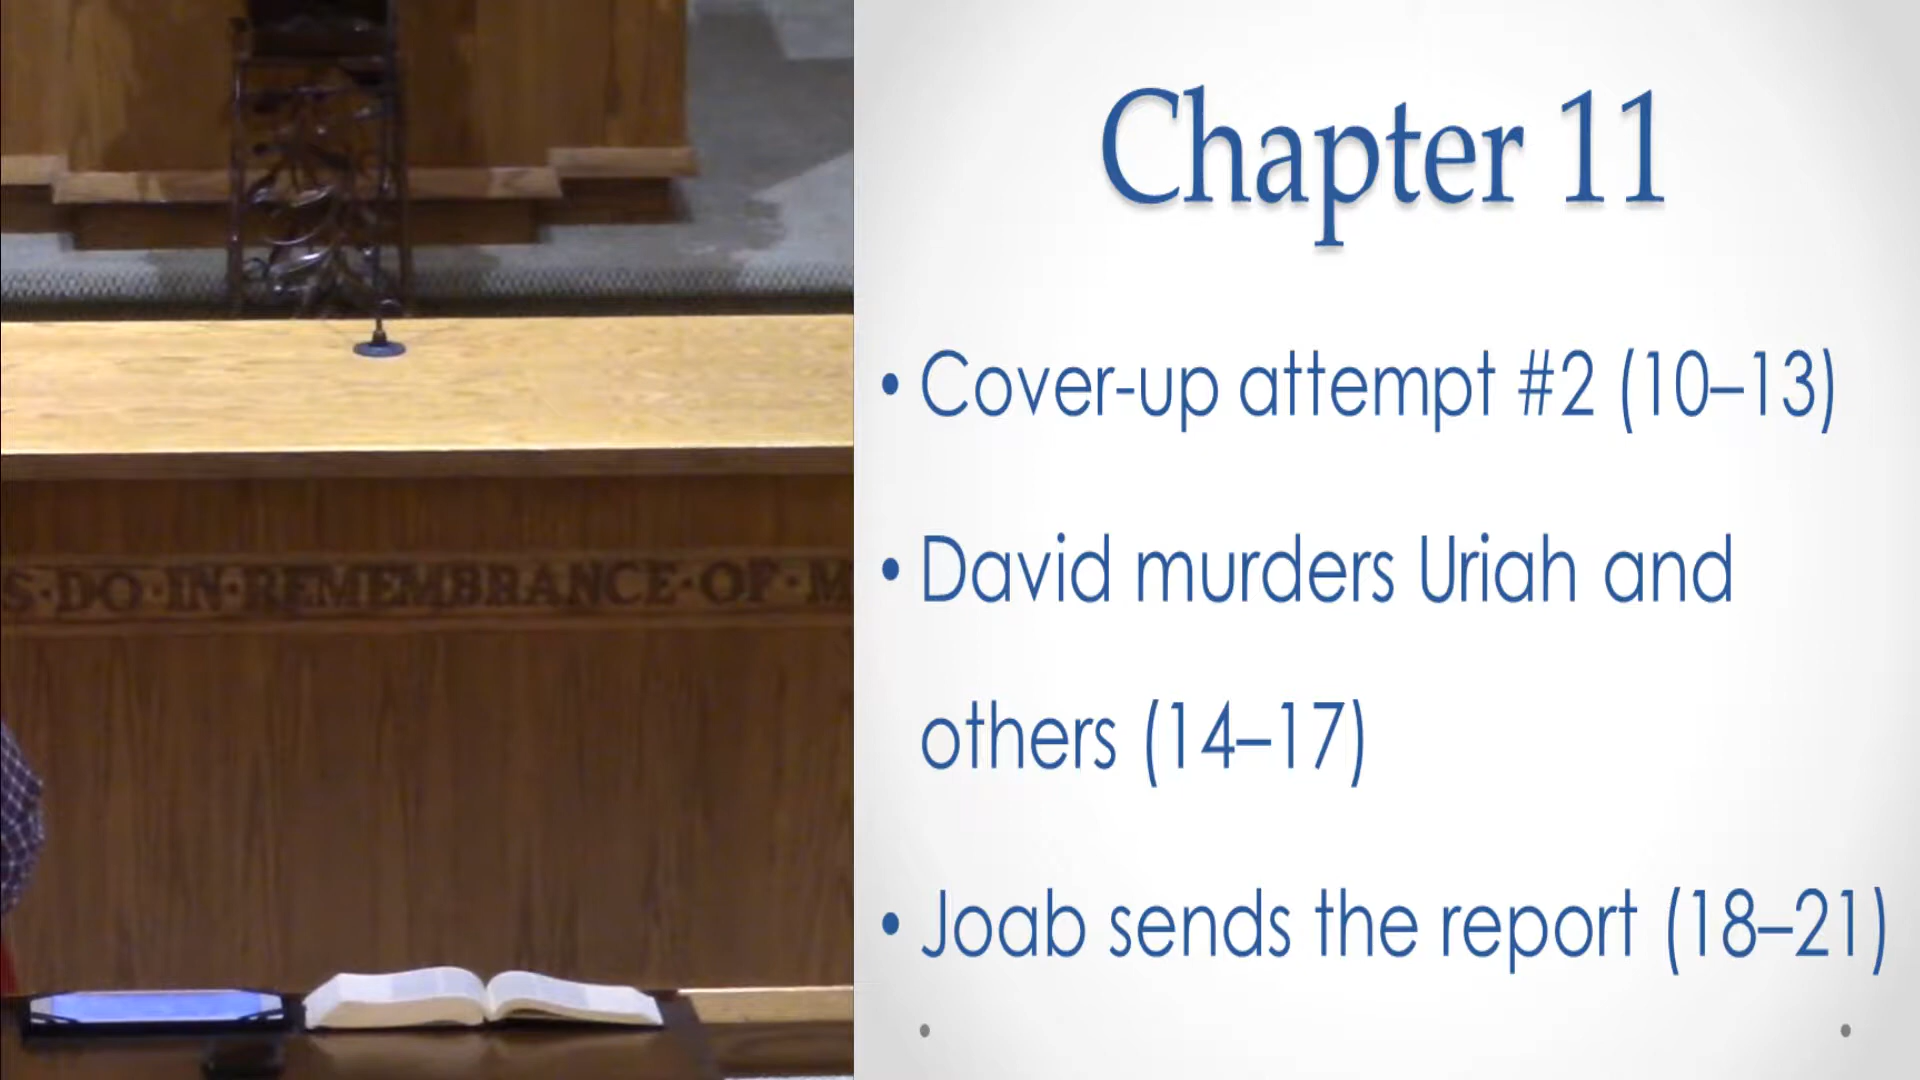 S·DO·IN·REMEMBRANCE·OF·M
Chapter 11
• Cover-up attempt #2 (10–13)
• David murders Uriah and
others (14–17)
• Joab sends the report (18–21)